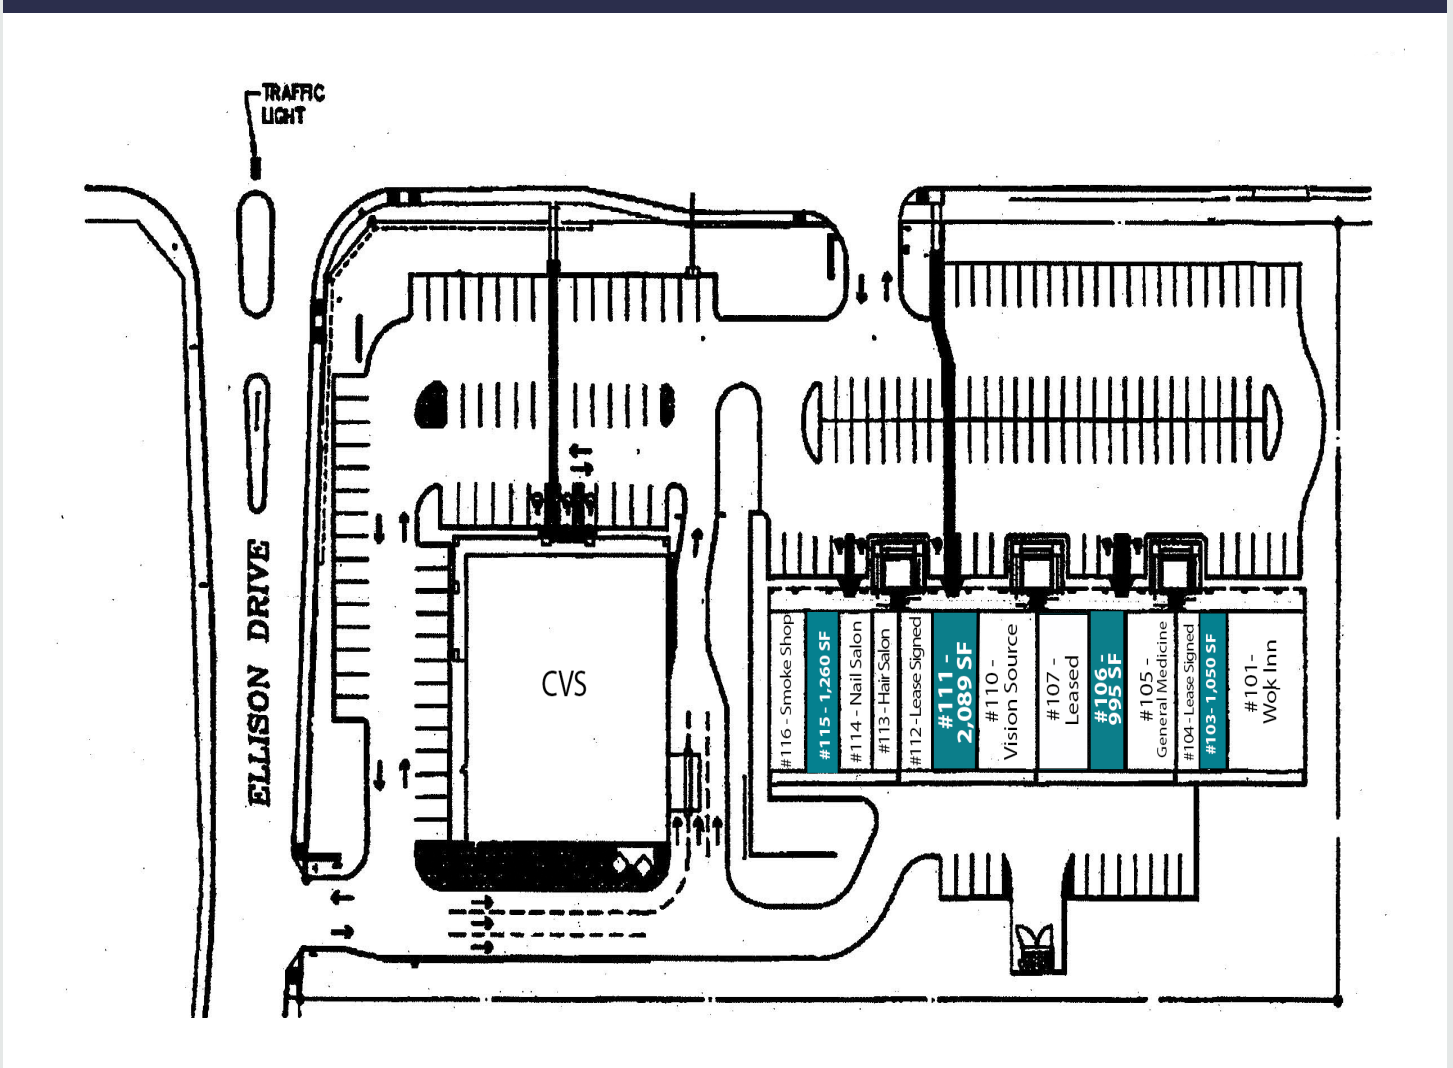 TRAFFIC
LIGHT
ELLISON DRIVE
CVS
#116 - Smoke Shop
#115 - 1,260 SF
#114 - Nail Salon
#113 - Hair Salon
#112 - Lease Signed
#111 -
2,089 SF
#110 -
Vision Source
#107 -
Leased
#106 -
995 SF
#105 -
General Medicine
#104 - Lease Signed
#103 - 1,050 SF
#101 -
Wok Inn